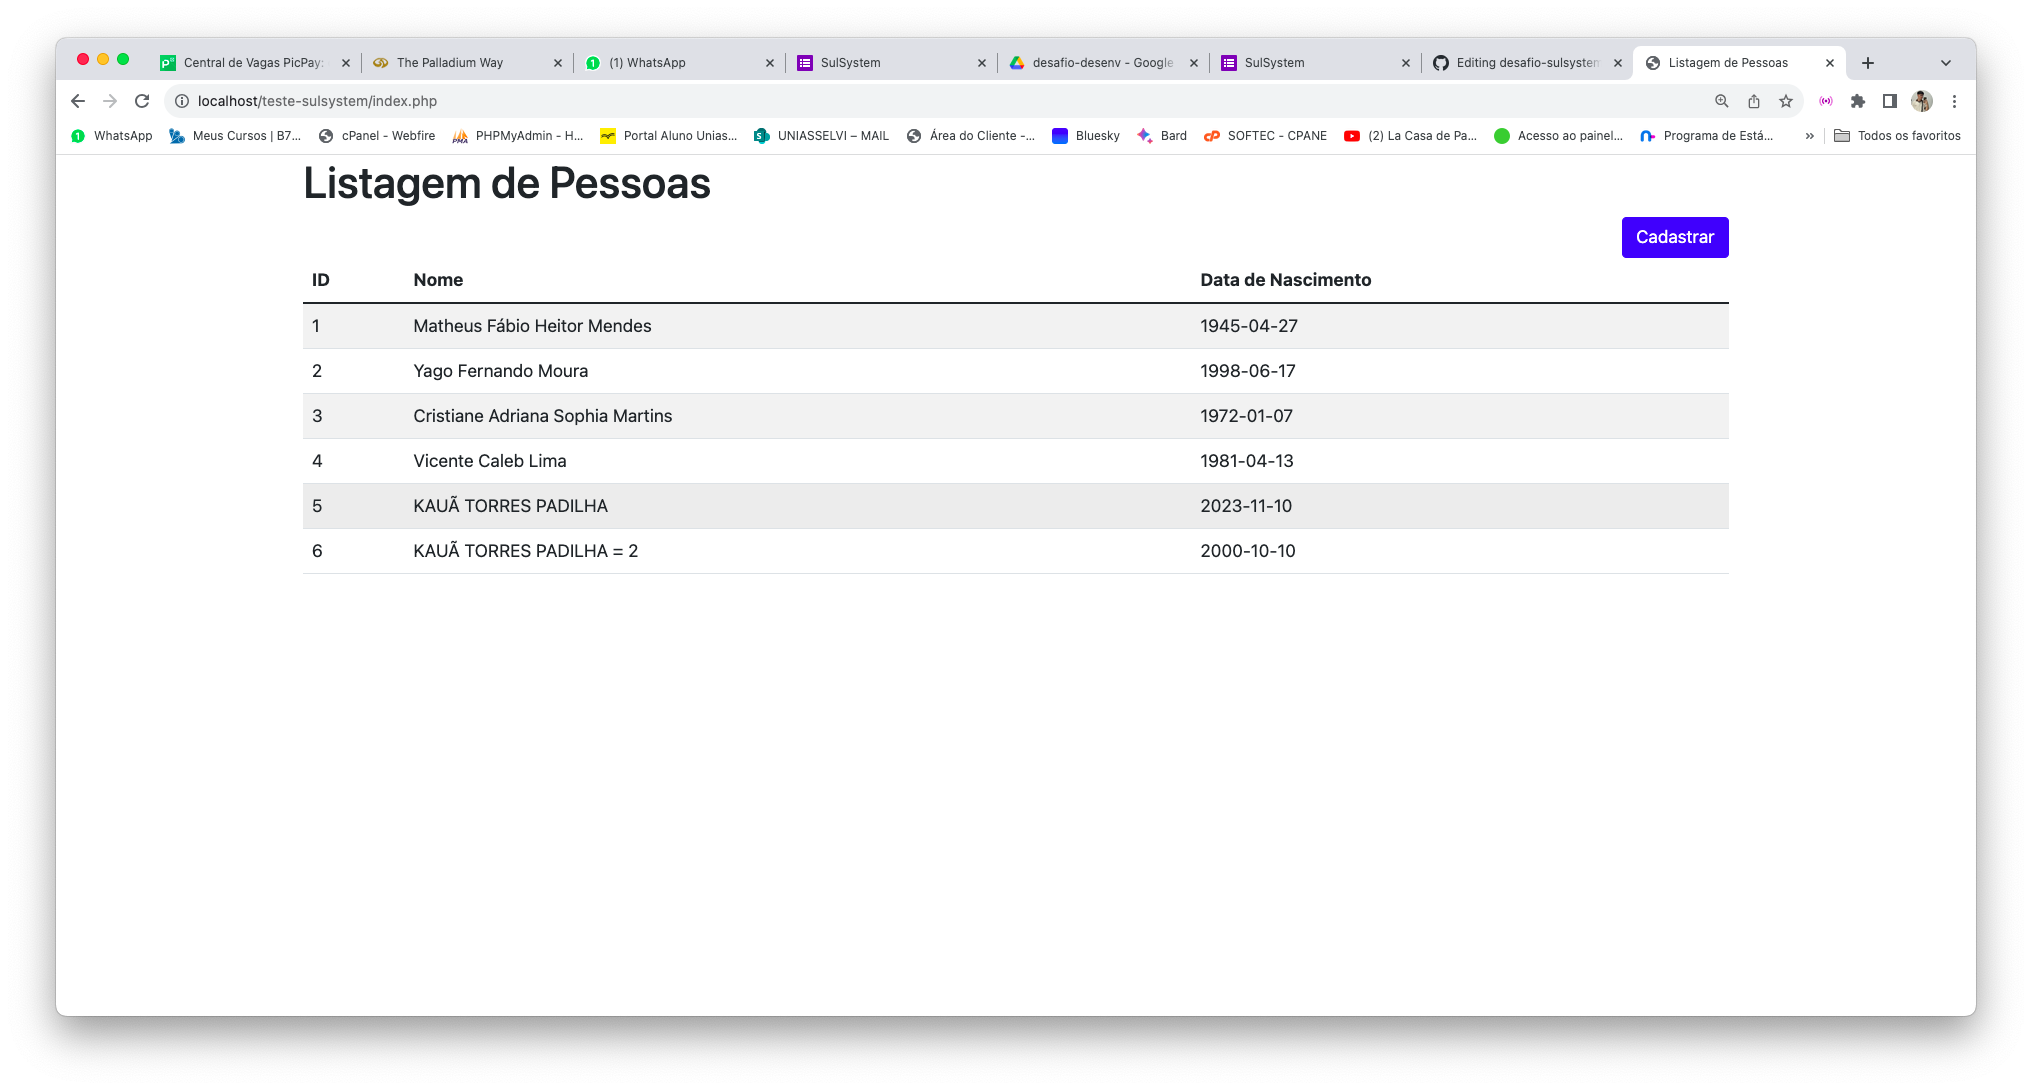 Central de Vagas PicPay: The Palladium Way (1) WhatsApp SulSystem desafio-desenv - Google SulSystem Editing desafio-sulsystem Listagem de Pessoas
localhost/teste-sulsystem/index.php
WhatsApp Meus Cursos | B7... cPanel - Webfire PHPMyAdmin - H... Portal Aluno Unias... UNIASSELVI – MAIL Área do Cliente -... Bluesky Bard SOFTEC - CPANE (2) La Casa de Pa... Acesso ao painel... Programa de Está... » Todos os favoritos
Listagem de Pessoas
Cadastrar
ID Nome Data de Nascimento
1 Matheus Fábio Heitor Mendes 1945-04-27
2 Yago Fernando Moura 1998-06-17
3 Cristiane Adriana Sophia Martins 1972-01-07
4 Vicente Caleb Lima 1981-04-13
5 KAUÃ TORRES PADILHA 2023-11-10
6 KAUÃ TORRES PADILHA = 2 2000-10-10